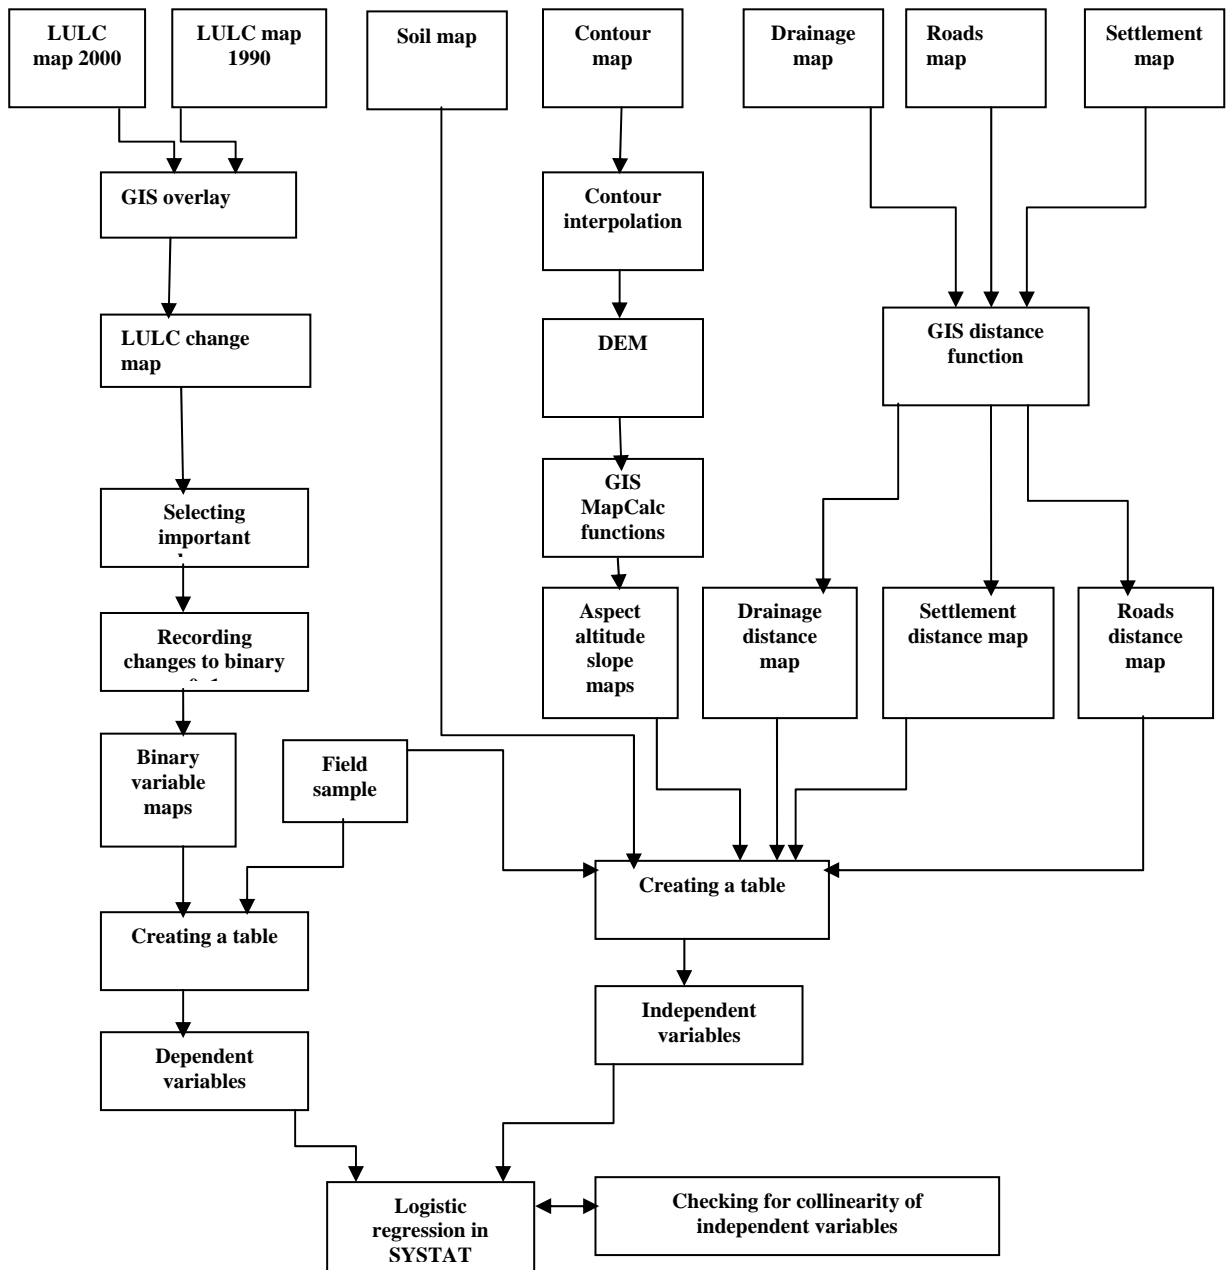 LULC
map 2000
LULC map
1990
Soil map
Contour
map
Drainage
map
Roads
map
Settlement
map
GIS overlay
Contour
interpolation
GIS distance
function
LULC change
map
DEM
Selecting
important
GIS
MapCalc
functions
Recording
changes to binary
Aspect
altitude
slope
maps
Drainage
distance
map
Settlement
distance map
Roads
distance
map
Binary
variable
maps
Field
sample
Creating a table
Creating a table
Independent
variables
Dependent
variables
Logistic
regression in
SYSTAT
Checking for collinearity of
independent variables